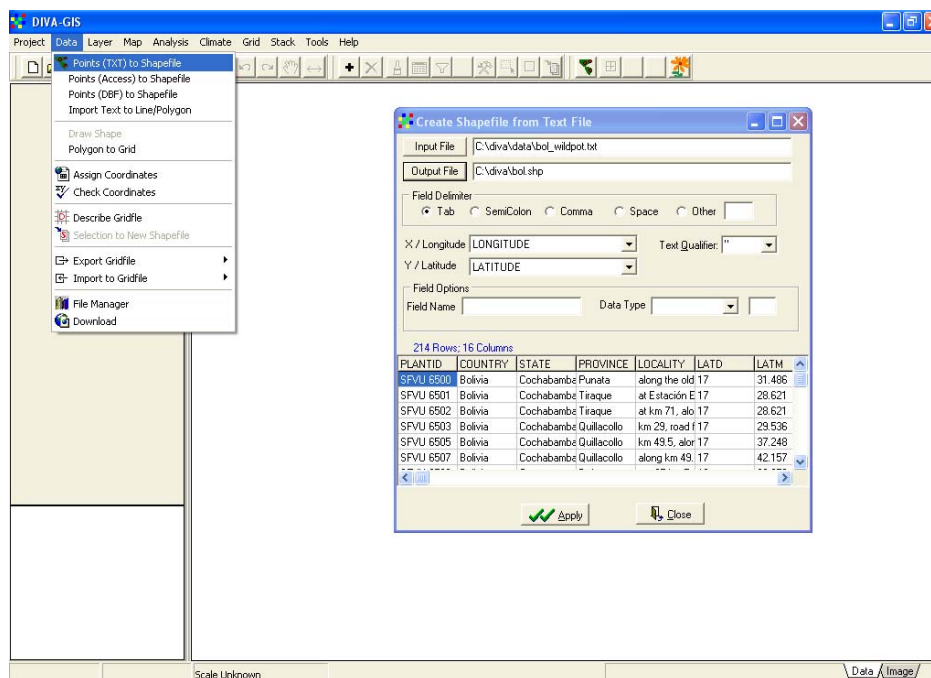 DIVA-GIS
Project Data Layer Map Analysis Climate Grid Stack Tools Help
Points (TXT) to Shapefile
Points (Access) to Shapefile
Points (DBF) to Shapefile
Import Text to Line/Polygon
Draw Shape
Polygon to Grid
Assign Coordinates
Check Coordinates
Describe Gridfle
Selection to New Shapefile
Export Gridfile
Import to Gridfile
File Manager
Download
Create Shapefile from Text File
Input File C:\diva\data\bol_wildpot.txt
Output File C:\diva\bol.shp
Field Delimiter
Tab SemiColon Comma Space Other
X / Longitude LONGITUDE Text Qualifier: "
Y / Latitude LATITUDE
Field Options
Field Name Data Type
214 Rows; 16 Columns
PLANTID COUNTRY STATE PROVINCE LOCALITY LATD LATM
SFVU 6500 Bolivia Cochabamba Punata along the old 17 31.486
SFVU 6501 Bolivia Cochabamba Tiraque at Estación E 17 28.621
SFVU 6502 Bolivia Cochabamba Tiraque at km 71, alo 17 28.621
SFVU 6503 Bolivia Cochabamba Quillacollo km 29, road f 17 29.536
SFVU 6505 Bolivia Cochabamba Quillacollo km 49.5, alor 17 37.248
SFVU 6507 Bolivia Cochabamba Quillacollo along km 49. 17 42.157
Apply Close
Scale Unknown
Data Image